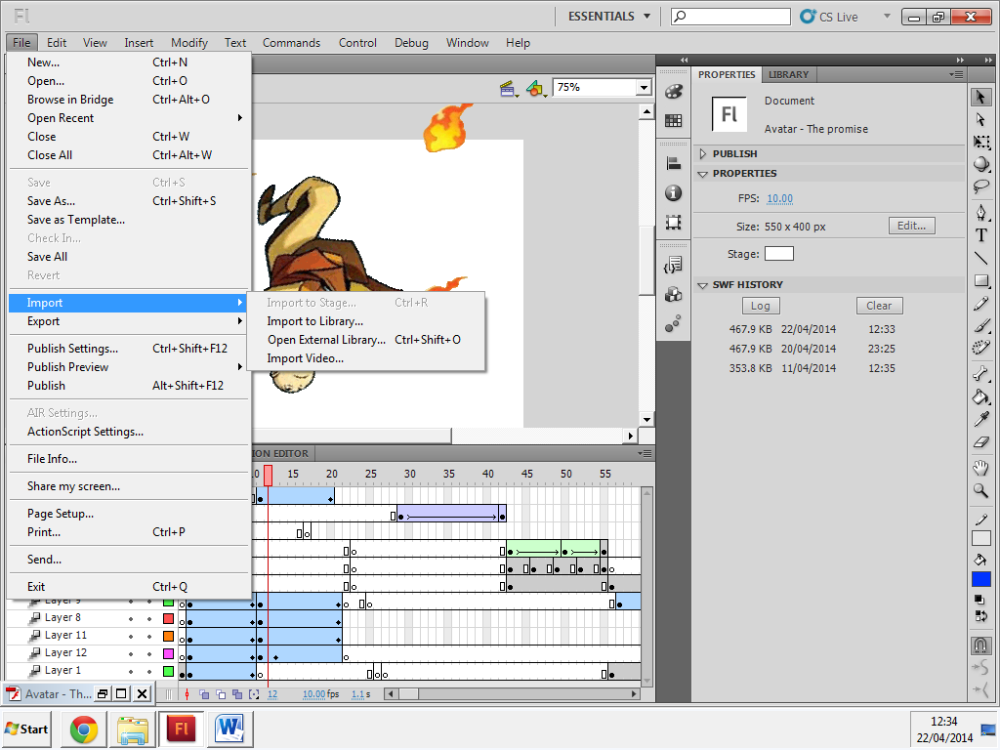 Fl
ESSENTIALS
CS Live
File Edit View Insert Modify Text Commands Control Debug Window Help
New... Ctrl+N
Open... Ctrl+O
Browse in Bridge Ctrl+Alt+O
Open Recent
Close Ctrl+W
Close All Ctrl+Alt+W
Save Ctrl+S
Save As... Ctrl+Shift+S
Save as Template...
Check In...
Save All
Revert
Import
Export
Publish Settings... Ctrl+Shift+F12
Publish Preview
Publish Alt+Shift+F12
AIR Settings...
ActionScript Settings...
File Info...
Share my screen...
Page Setup...
Print... Ctrl+P
Send...
Exit Ctrl+Q
Import to Stage... Ctrl+R
Import to Library...
Open External Library... Ctrl+Shift+O
Import Video...
75%
PROPERTIES LIBRARY
Fl
Document
Avatar - The promise
PUBLISH
PROPERTIES
FPS: 10.00
Size: 550 x 400 px Edit...
Stage:
SWF HISTORY
Log Clear
467.9 KB 22/04/2014 12:33
467.9 KB 20/04/2014 23:25
353.8 KB 11/04/2014 12:35
ION EDITOR
15 20 25 30 35 40 45 50 55
Layer 9
Layer 8
Layer 11
Layer 12
Layer 1
12 10.00 fps 1.1 s
Avatar - Th...
Start
Fl
W
12:34
22/04/2014